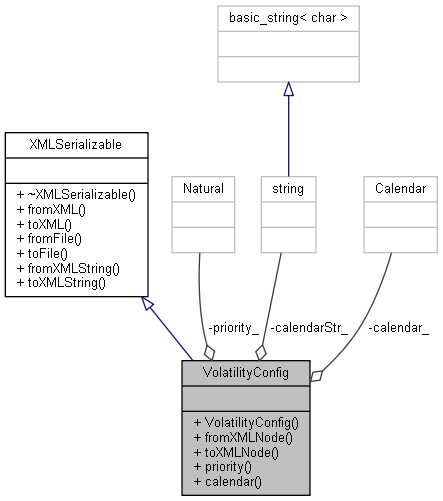 basic_string< char >
XMLSerializable
+ ~XMLSerializable()
+ fromXML()
+ toXML()
+ fromFile()
+ toFile()
+ fromXMLString()
+ toXMLString()
Natural
string
Calendar
-priority_
-calendarStr_
-calendar_
VolatilityConfig
+ VolatilityConfig()
+ fromXMLNode()
+ toXMLNode()
+ priority()
+ calendar()